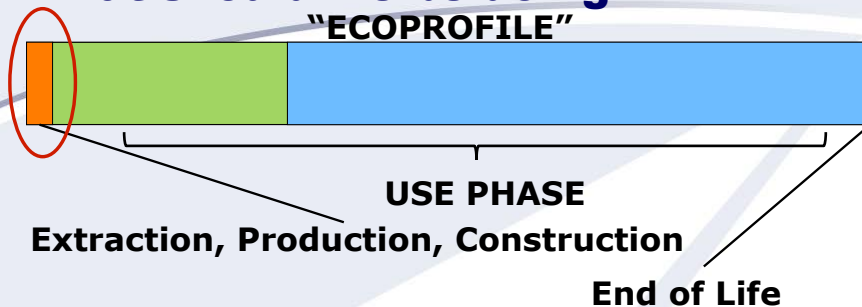 “ECOPROFILE”
USE PHASE
Extraction, Production, Construction
End of Life